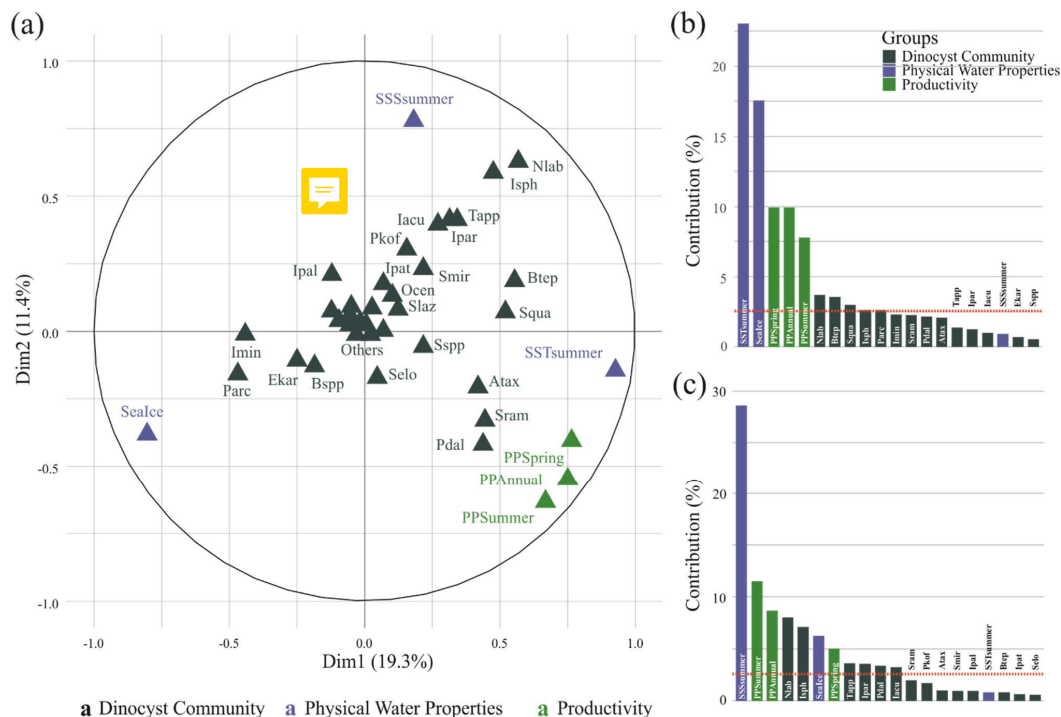 (a)
1.0
0.5
0.0
-0.5
-1.0
Dim2 (11.4%)
SSSsummer
Nlab
Isph
Tapp
Iacu
Ipar
Pkof
Ipal
Ipat
Smir
Ocen
Btep
Slaz
Squa
Others
Sspp
SSTsummer
Imin
Ekar
Bspp
Selo
Parc
Atax
SeaIce
Sram
Pdal
PPSpring
PPAnnual
PPSummer
-1.0 -0.5 0.0 0.5 1.0
Dim1 (19.3%)
a Dinocyst Community a Physical Water Properties a Productivity
(b)
Groups
Dinocyst Community
Physical Water Properties
Productivity
Contribution (%)
20
15
10
5
0
SSTsummer
SeaIce
PPSpring
PPAnnual
PPSummer
Nlab
Btep
Squa
Isph
Parc
Imin
Sram
Pdal
Atax
Tapp
Ipar
Iacu
SSSsummer
Ekar
Sspp
(c)
Contribution (%)
30
20
10
0
SSSsummer
PPSummer
PPAnnual
Nlab
Isph
SeaIce
PPSpring
Tapp
Ipar
Pdal
Iacu
Sram
Pkof
Atax
Smir
Ipal
SSTsummer
Btep
Ipat
Selo